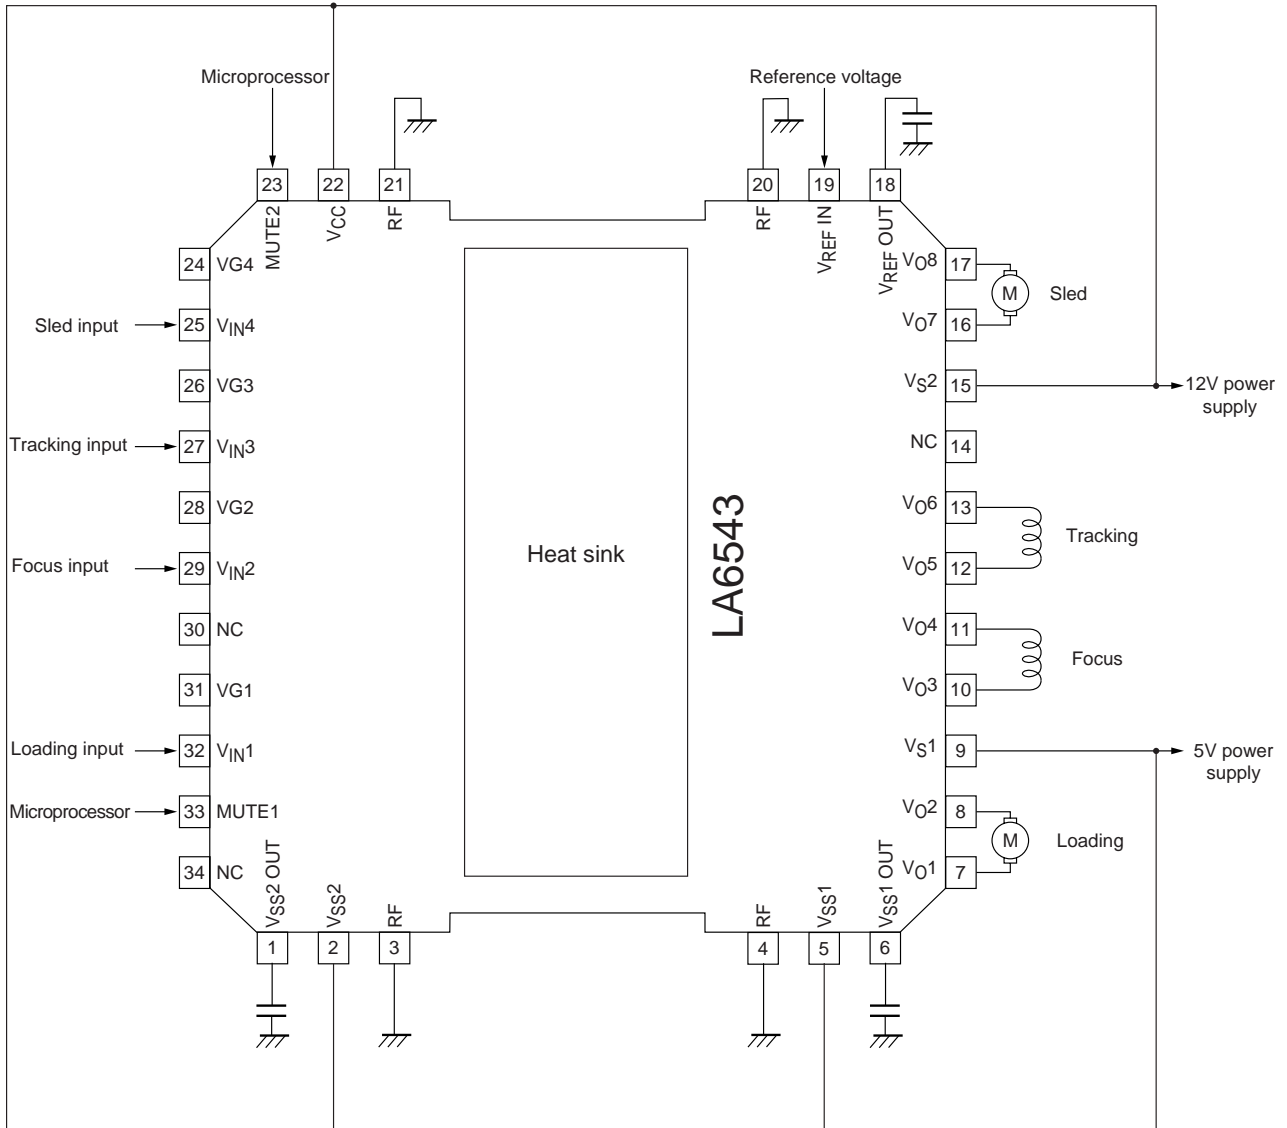 Microprocessor
Reference voltage
23
22
21
20
19
18
MUTE2
VCC
RF
RF
VREF IN
VREF OUT
24 VG4
Sled input
25 VIN4
26 VG3
Tracking input
27 VIN3
28 VG2
Focus input
29 VIN2
30 NC
31 VG1
Loading input
32 VIN1
Microprocessor
33 MUTE1
34 NC
Heat sink
LA6543
VO8 17
M
Sled
VO7 16
VS2 15
12V power
supply
NC 14
VO6 13
Tracking
VO5 12
VO4 11
Focus
VO3 10
VS1 9
5V power
supply
VO2 8
M
Loading
VO1 7
VSS2 OUT
VSS2
RF
RF
VSS1
VSS1 OUT
1
2
3
4
5
6